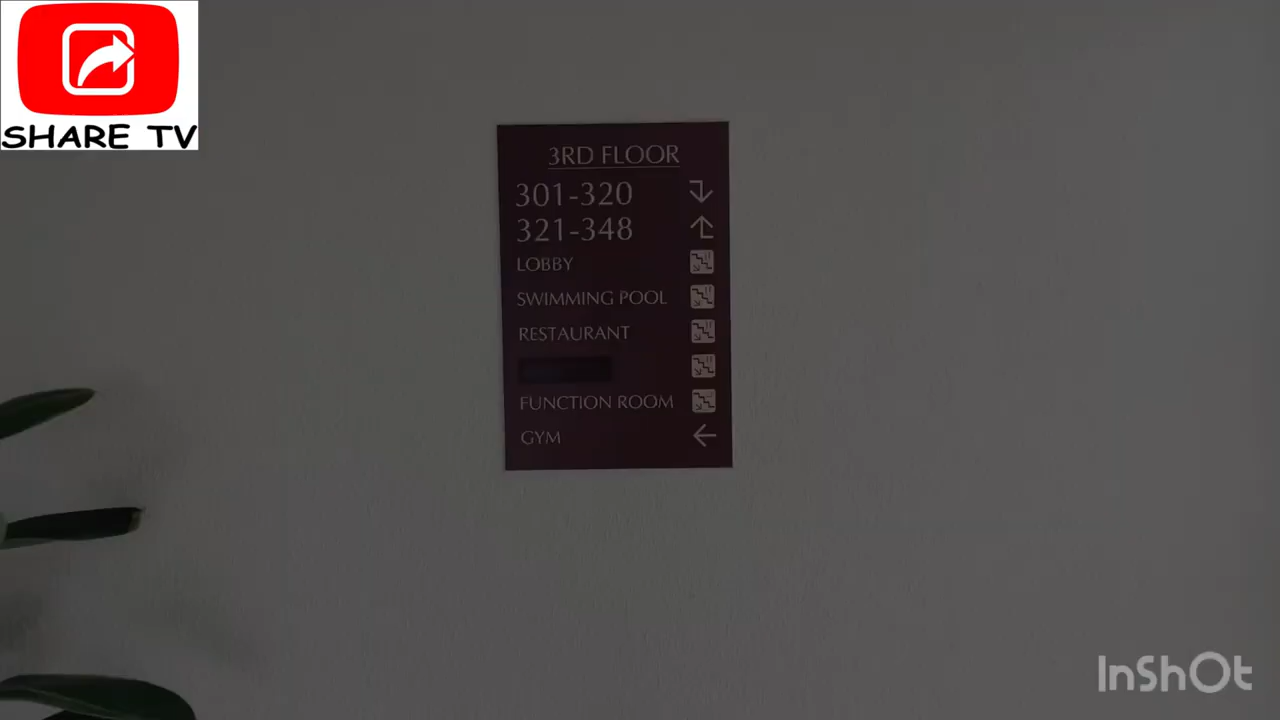 SHARE TV
3RD FLOOR
301-320
321-348
LOBBY
SWIMMING POOL
RESTAURANT
FUNCTION ROOM
GYM
InShOt